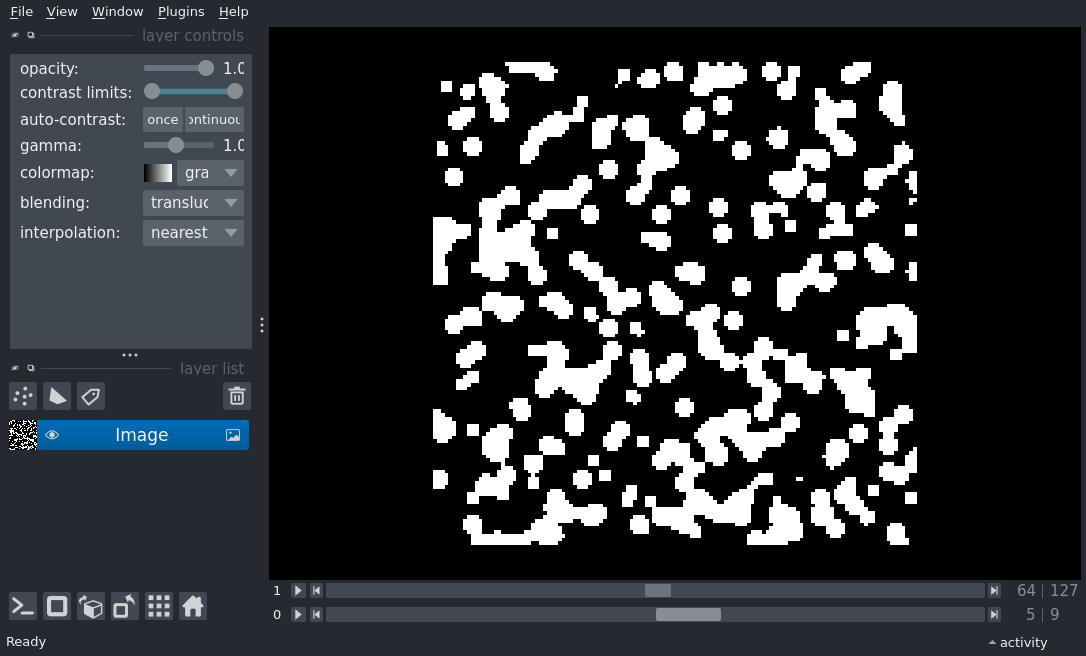 File View Window Plugins Help
layer controls
opacity: 1.0
contrast limits:
auto-contrast: once ontinuou
gamma: 1.0
colormap: gra
blending: transluc
interpolation: nearest
layer list
Image
1 64 127
0 5 9
Ready activity